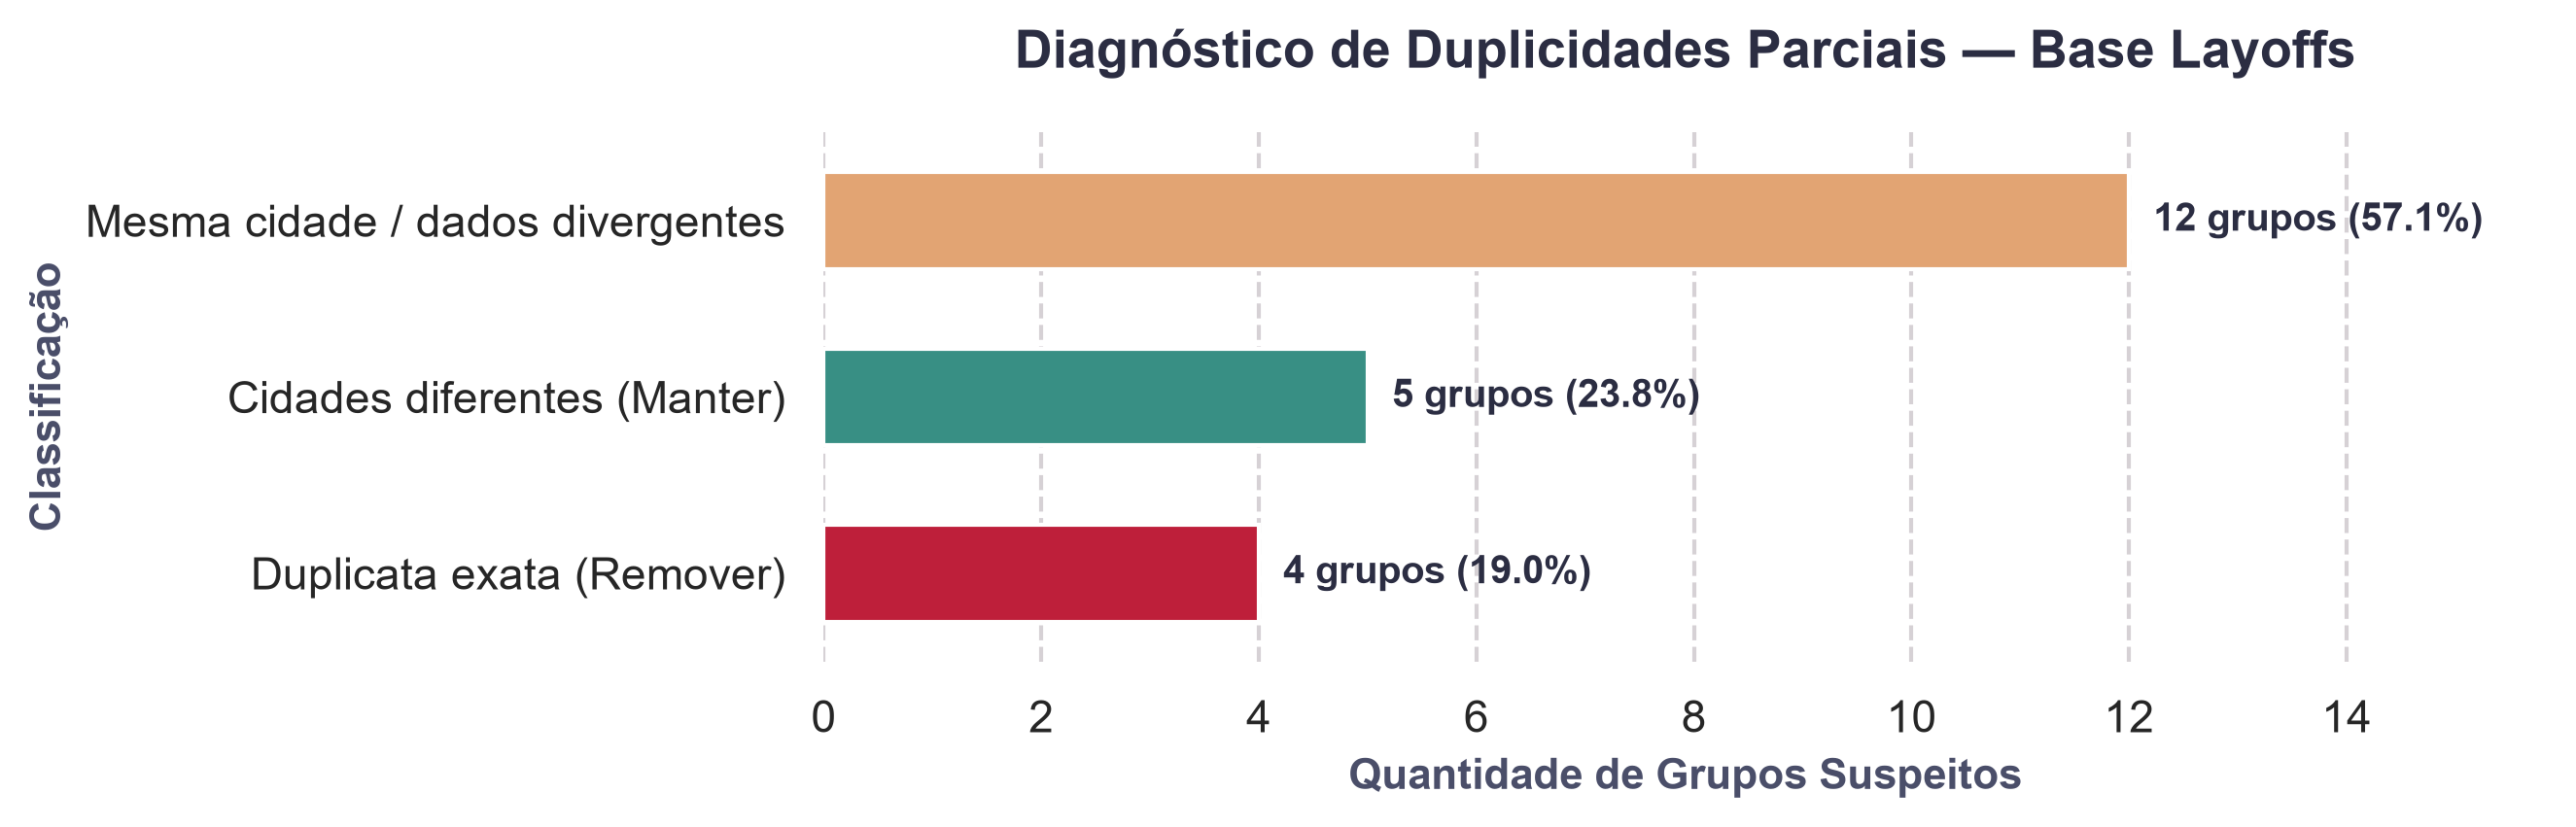 Diagnóstico de Duplicidades Parciais — Base Layoffs
Classificação
Mesma cidade / dados divergentes
12 grupos (57.1%)
Cidades diferentes (Manter)
5 grupos (23.8%)
Duplicata exata (Remover)
4 grupos (19.0%)
0 2 4 6 8 10 12 14
Quantidade de Grupos Suspeitos